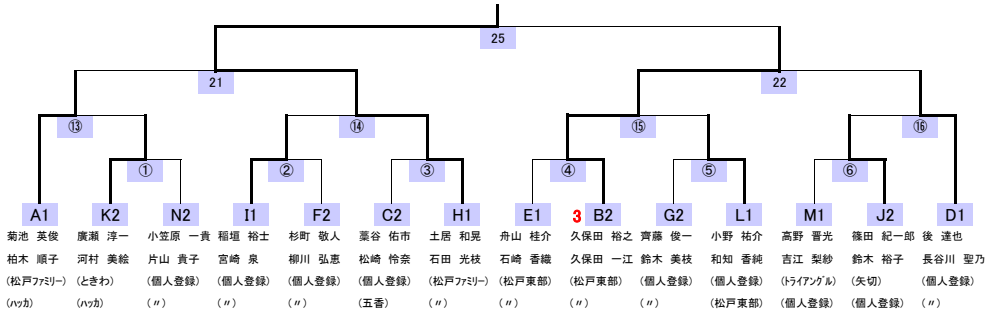 25
21 22
⑬ ⑭ ⑮ ⑯
① ② ③ ④ ⑤ ⑥
A1 K2 N2 I1 F2 C2 H1 E1 3 B2 G2 L1 M1 J2 D1
菊池 英俊 廣瀬 淳一 小笠原 一貴 稲垣 裕士 杉町 敬人 藁谷 佑市 土居 和晃 舟山 桂介 久保田 裕之 齊藤 俊一 小野 祐介 高野 晋光 篠田 紀一郎 後 達也
柏木 順子 河村 美絵 片山 貴子 宮崎 泉 柳川 弘恵 松崎 怜奈 石田 光枝 石崎 香織 久保田 一江 鈴木 美枝 和知 香純 吉江 梨紗 鈴木 裕子 長谷川 聖乃
(松戸ファミリー) (ときわ) (個人登録) (個人登録) (個人登録) (個人登録) (松戸ファミリー) (松戸東部) (松戸東部) (個人登録) (個人登録) (トライアングル) (矢切) (個人登録)
(ハッカ) (ハッカ) (〃) (〃) (〃) (五香) (〃) (〃) (〃) (〃) (松戸東部) (個人登録) (個人登録) (〃)